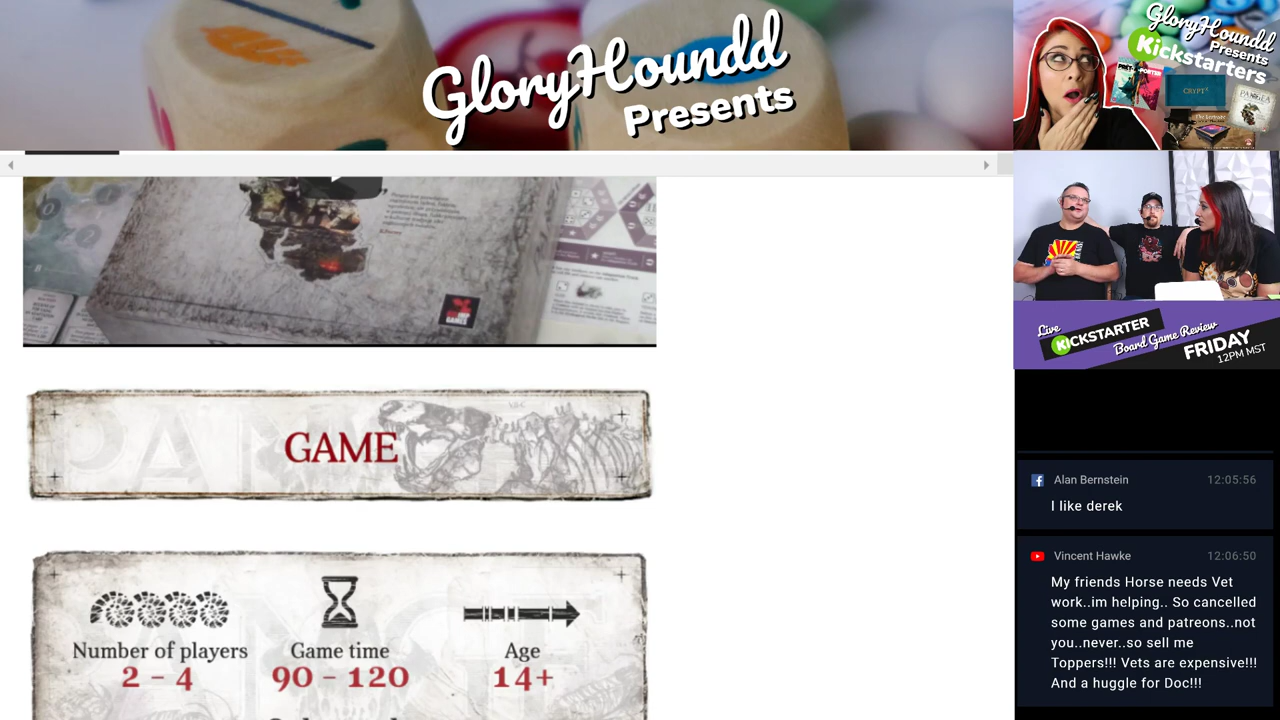 GloryHoundd
Presents
GloryHoundd
Presents
Kickstarters
CRYPT
PANGEA
Live
KICKSTARTER
Board Game Review
FRIDAY
12PM MST
GAMES
GAME
Number of players
2 - 4
Game time
90 - 120
Age
14+
Alan Bernstein
12:05:56
I like derek
Vincent Hawke
12:06:50
My friends Horse needs Vet
work..im helping.. So cancelled
some games and patreons..not
you..never..so sell me
Toppers!!! Vets are expensive!!!
And a huggle for Doc!!!